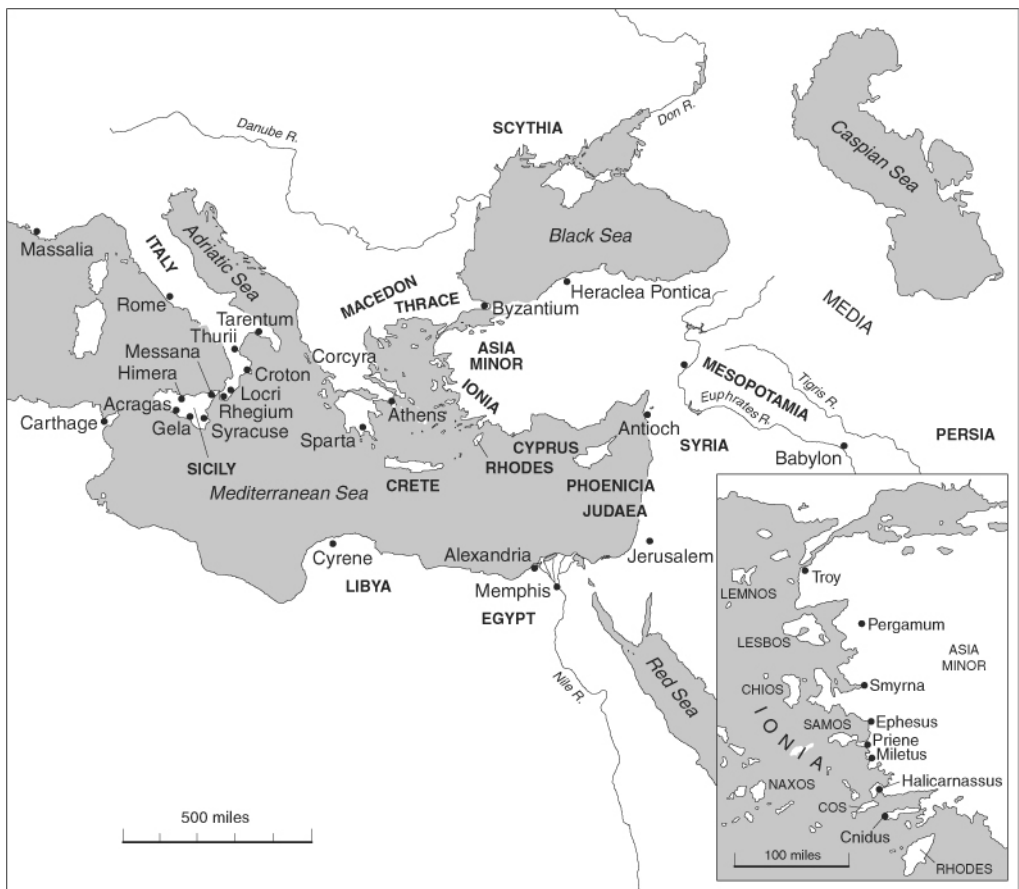 SCYTHIA
Don R.
Danube R.
Caspian Sea
Black Sea
Massalia
ITALY
Adriatic Sea
Rome
MACEDON
THRACE
Byzantium
Heraclea Pontica
MEDIA
Tarentum
Thurii
Messana
Himera
Corcyra
ASIA
MINOR
Croton
IONIA
MESOPOTAMIA
Tigris R.
Euphrates R.
Acragas
Locri
Rhegium
Carthage
Gela
Syracuse
Athens
Sparta
Antioch
SYRIA
PERSIA
Babylon
CYPRUS
RHODES
SICILY
Mediterranean Sea
CRETE
PHOENICIA
JUDAEA
Cyrene
LIBYA
Alexandria
Memphis
EGYPT
Jerusalem
Nile R.
Red Sea
500 miles
Troy
LEMNOS
Pergamum
LESBOS
ASIA
MINOR
CHIOS
Smyrna
IONIA
SAMOS
Ephesus
Priene
Miletus
NAXOS
Halicarnassus
COS
Cnidus
100 miles
RHODES